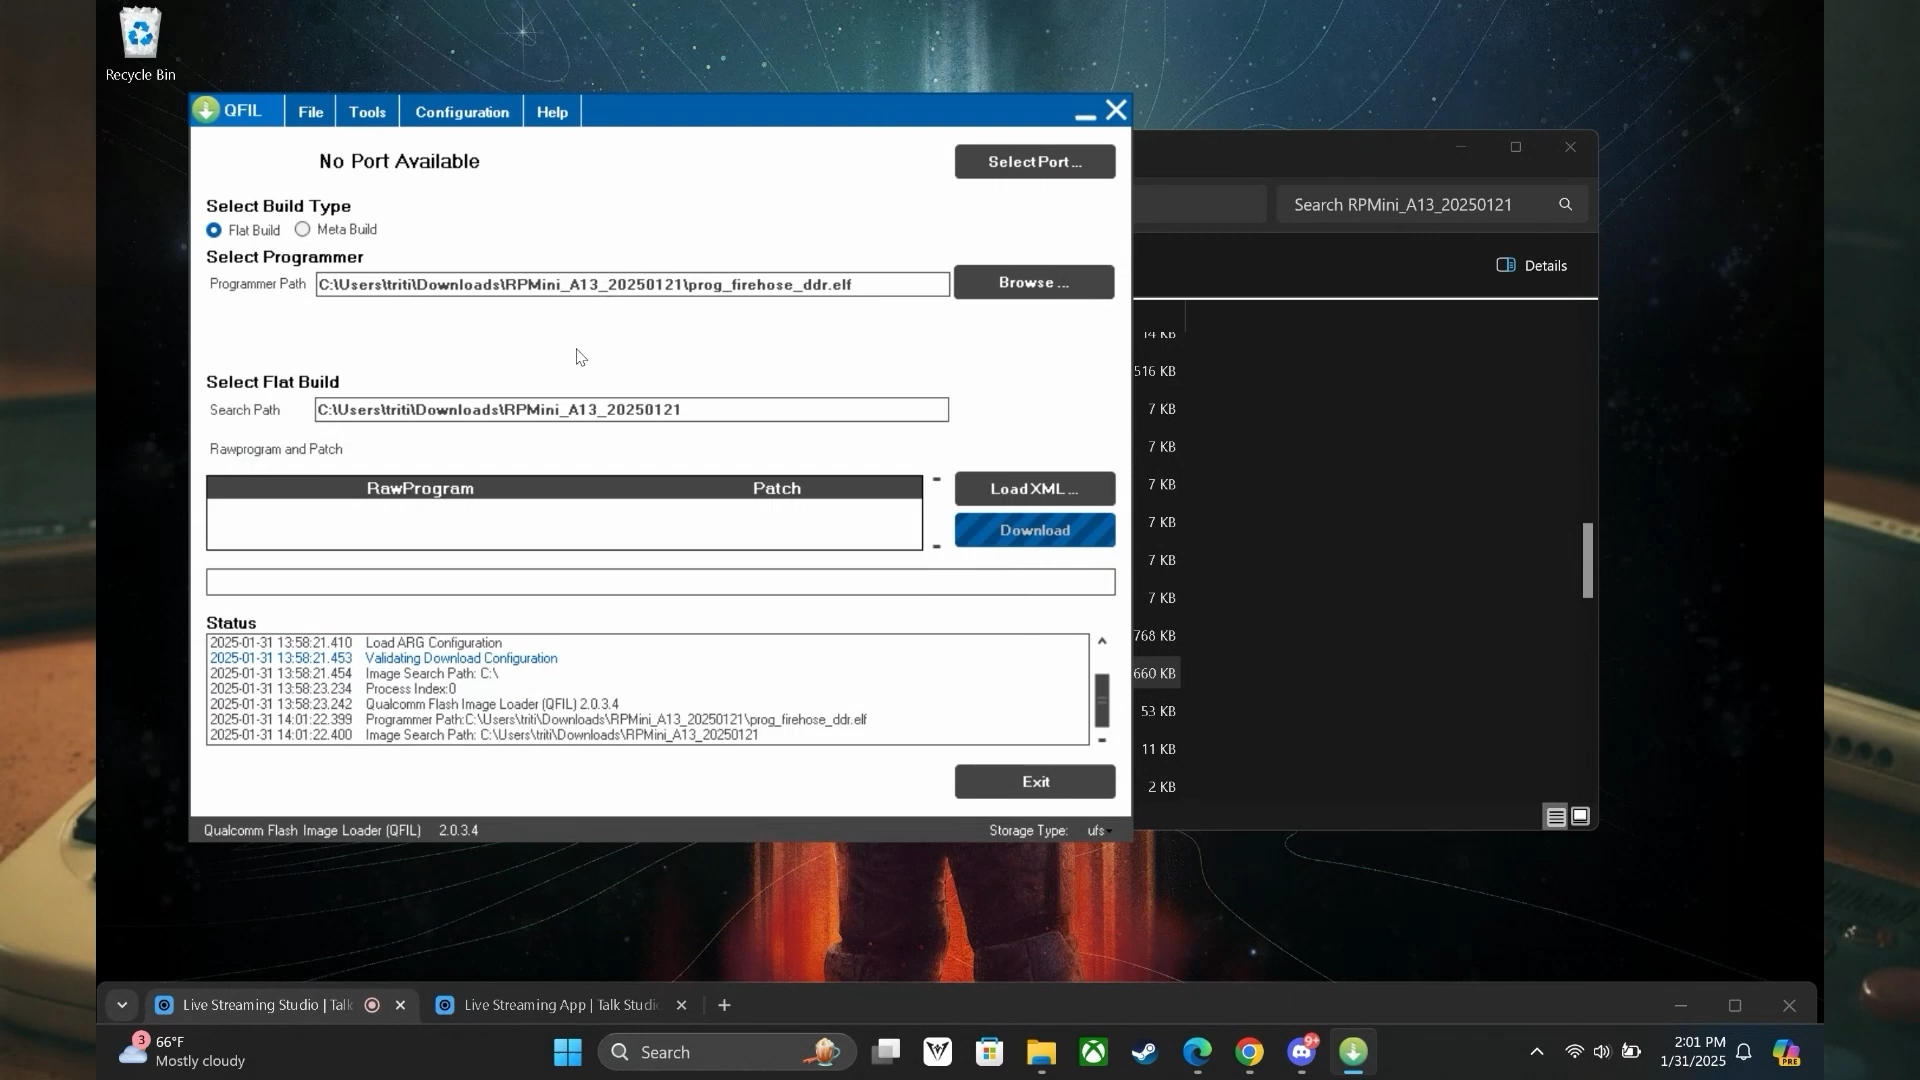 Recycle Bin
QFIL
File
Tools
Configuration
Help
No Port Available
Select Port ...
Select Build Type
Flat Build
Meta Build
Select Programmer
Programmer Path
C:\Users\triti\Downloads\RPMini_A13_20250121\prog_firehose_ddr.elf
Browse ...
Select Flat Build
Search Path
C:\Users\triti\Downloads\RPMini_A13_20250121
Rawprogram and Patch
RawProgram
Patch
Load XML ...
Download
Status
2025-01-31 13:58:21.410 Load ARG Configuration
2025-01-31 13:58:21.453 Validating Download Configuration
2025-01-31 13:58:21.454 Image Search Path: C:\
2025-01-31 13:58:23.234 Process Index:0
2025-01-31 13:58:23.242 Qualcomm Flash Image Loader (QFIL) 2.0.3.4
2025-01-31 14:01:22.399 Programmer Path:C:\Users\triti\Downloads\RPMini_A13_20250121\prog_firehose_ddr.elf
2025-01-31 14:01:22.400 Image Search Path: C:\Users\triti\Downloads\RPMini_A13_20250121
Exit
Qualcomm Flash Image Loader (QFIL) 2.0.3.4
Storage Type: ufs
Search RPMini_A13_20250121
Details
14 KB
516 KB
7 KB
7 KB
7 KB
7 KB
7 KB
7 KB
768 KB
660 KB
53 KB
11 KB
2 KB
Live Streaming Studio | Talk
Live Streaming App | Talk Studio
3
66°F
Mostly cloudy
Search
9+
2:01 PM
1/31/2025
PRE